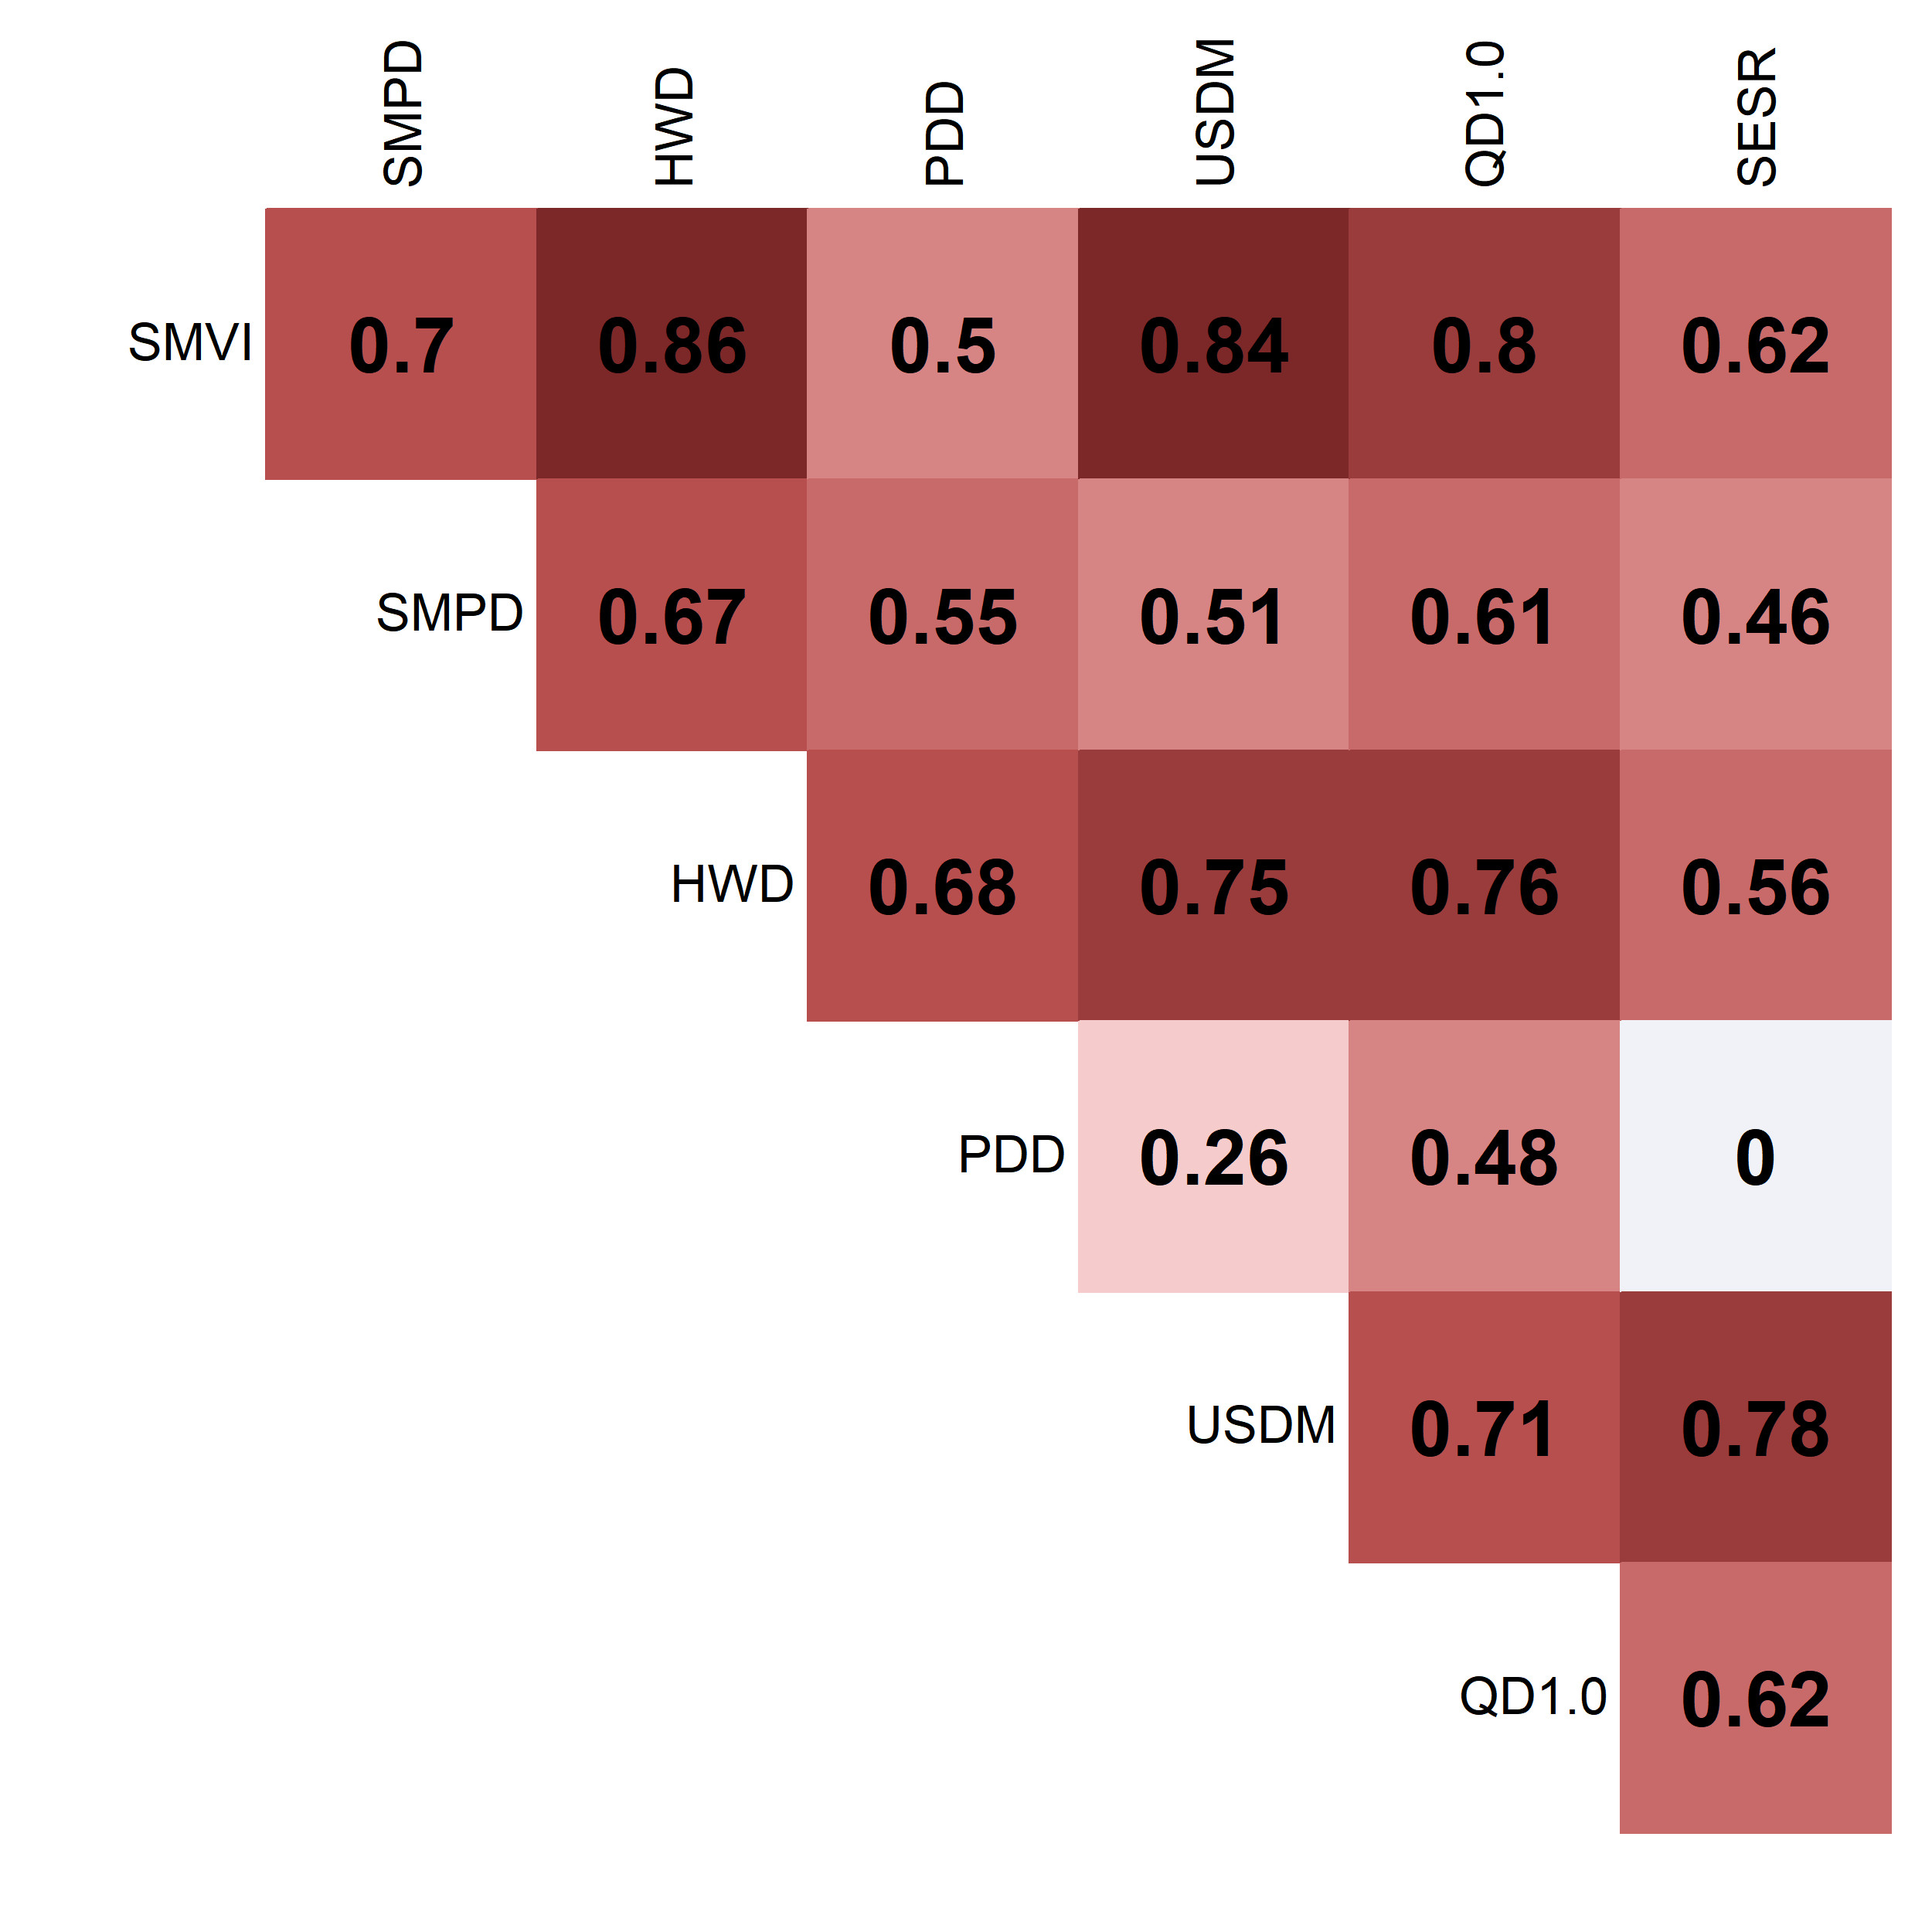 SMPD HWD PDD USDM QD1.0 SESR
SMVI 0.7 0.86 0.5 0.84 0.8 0.62
SMPD 0.67 0.55 0.51 0.61 0.46
HWD 0.68 0.75 0.76 0.56
PDD 0.26 0.48 0
USDM 0.71 0.78
QD1.0 0.62